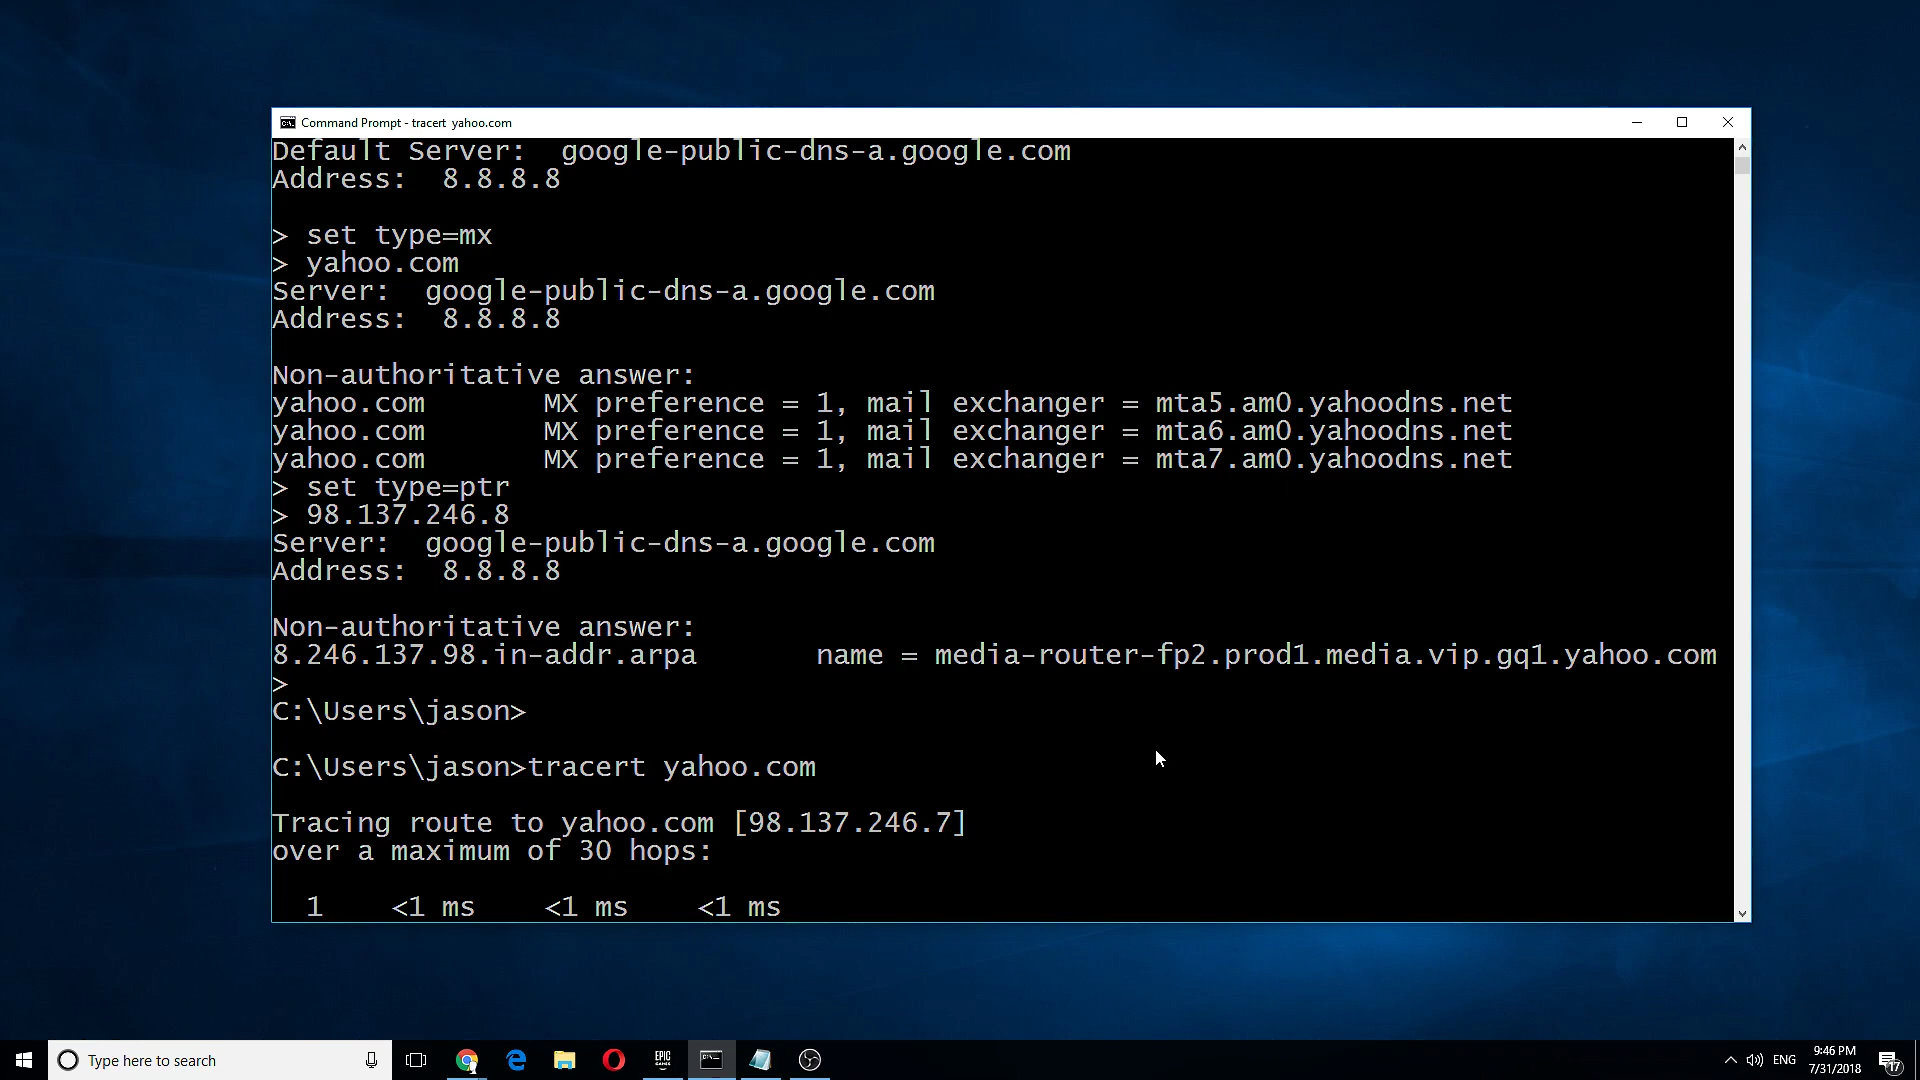 Command Prompt - tracert  yahoo.com
Default Server:  google-public-dns-a.google.com
Address:  8.8.8.8
> set type=mx
> yahoo.com
Server:  google-public-dns-a.google.com
Address:  8.8.8.8
Non-authoritative answer:
yahoo.com       MX preference = 1, mail exchanger = mta5.am0.yahoodns.net
yahoo.com       MX preference = 1, mail exchanger = mta6.am0.yahoodns.net
yahoo.com       MX preference = 1, mail exchanger = mta7.am0.yahoodns.net
> set type=ptr
> 98.137.246.8
Server:  google-public-dns-a.google.com
Address:  8.8.8.8
Non-authoritative answer:
8.246.137.98.in-addr.arpa       name = media-router-fp2.prod1.media.vip.gq1.yahoo.com
>
C:\Users\jason>
C:\Users\jason>tracert yahoo.com
Tracing route to yahoo.com [98.137.246.7]
over a maximum of 30 hops:
  1    <1 ms    <1 ms    <1 ms
Type here to search
EPIC
GAMES
ENG
9:46 PM
7/31/2018
17